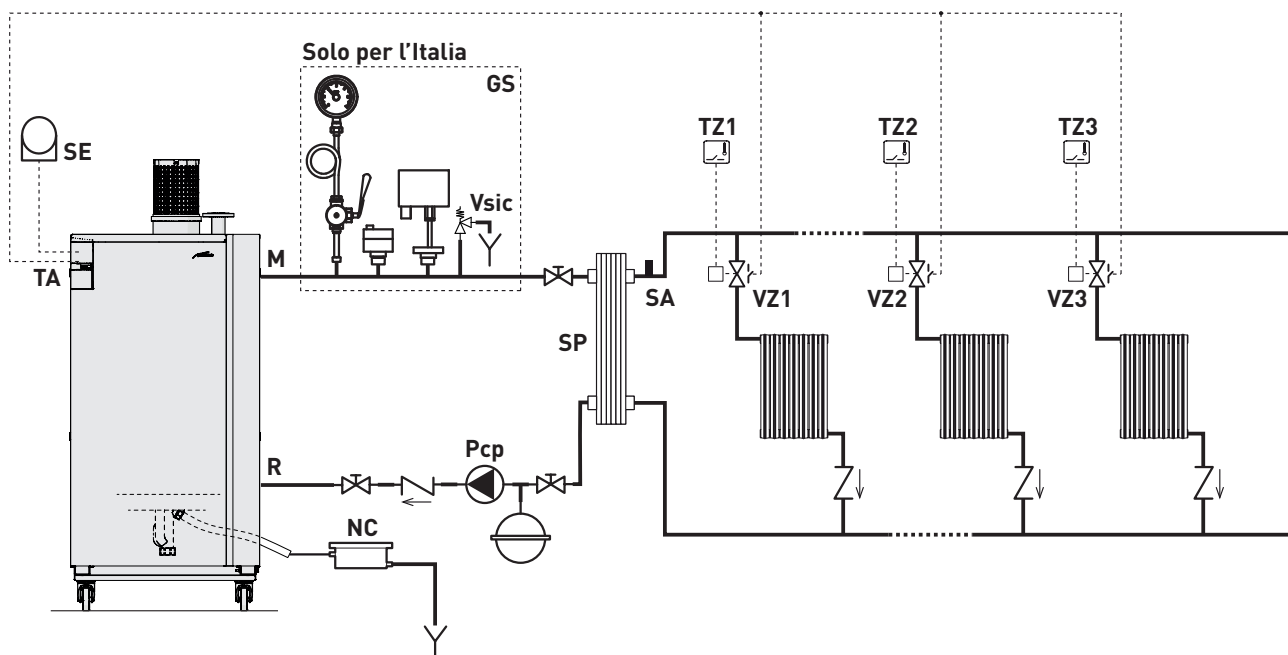 Solo per l'Italia
GS
SE
Vsic
TZ1
TZ2
TZ3
TA
M
SA
VZ1
VZ2
VZ3
SP
Pcp
R
NC